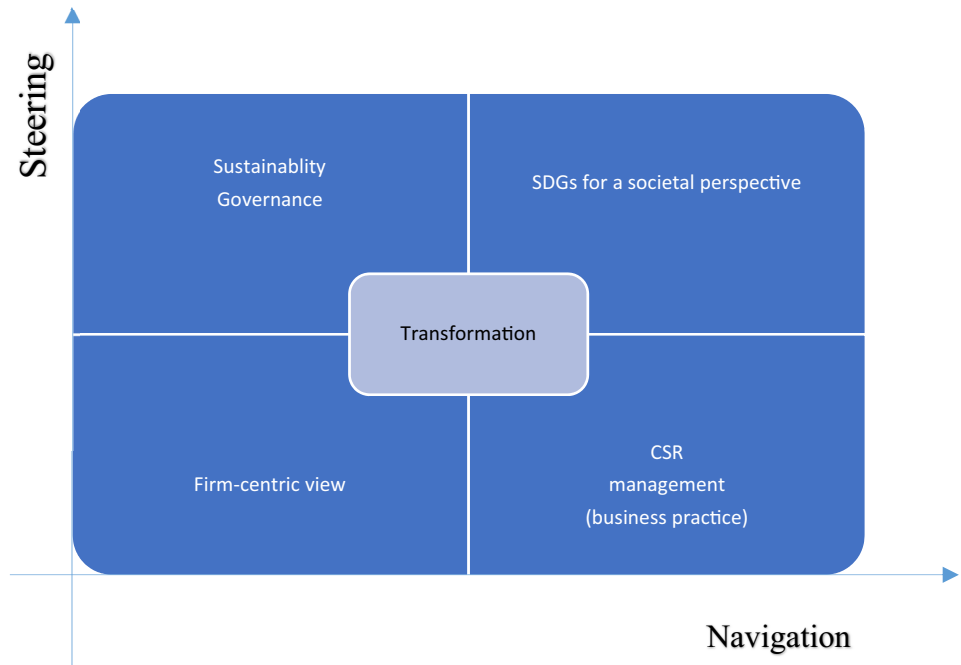 Steering
Sustainablity
Governance
SDGs for a societal perspective
Transformation
Firm-centric view
CSR
management
(business practice)
Navigation